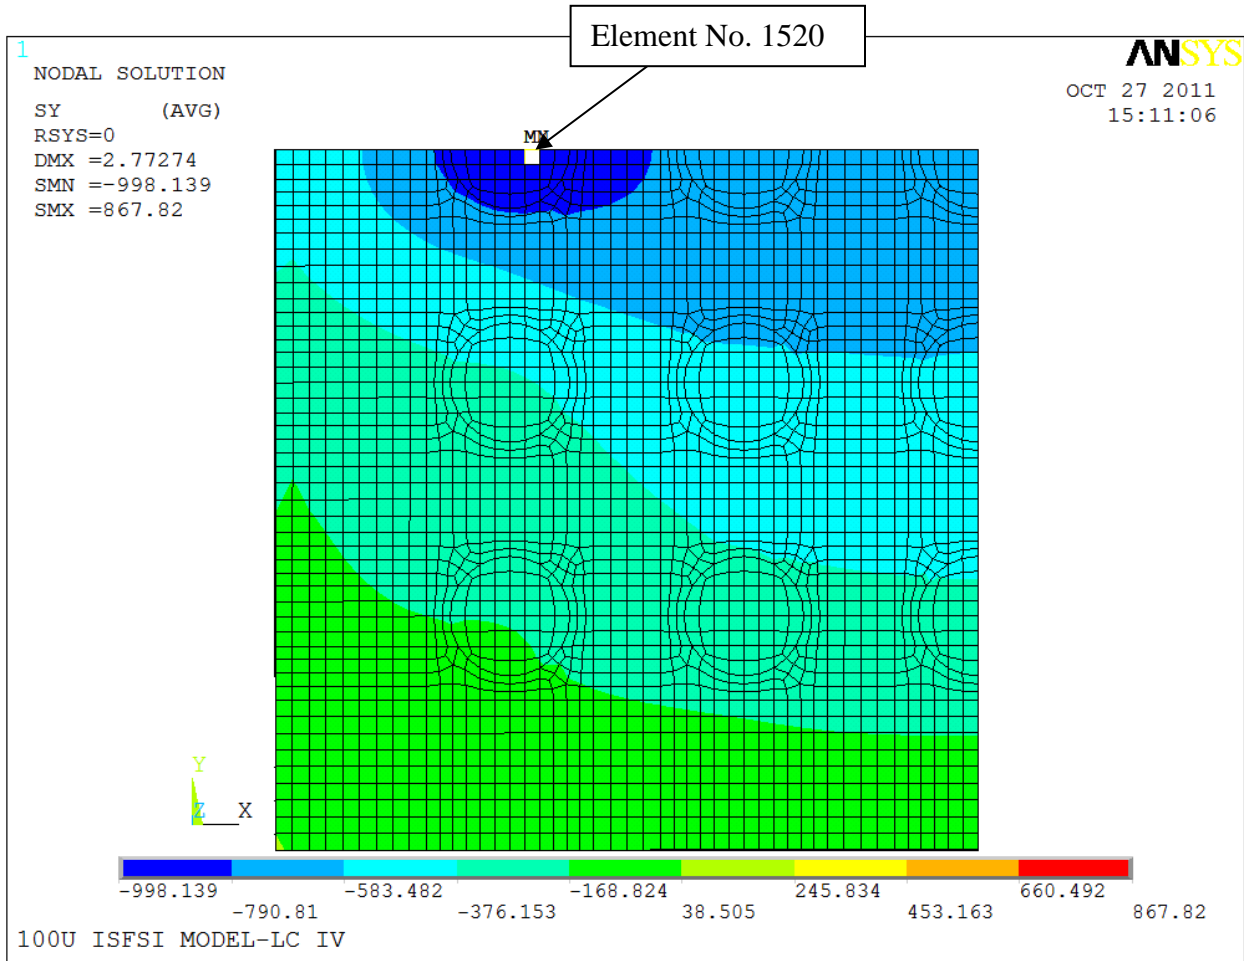 Element No. 1520
1
NODAL SOLUTION
ANSYS
SY (AVG)
RSYS=0
DMX =2.77274
SMN =-998.139
SMX =867.82
OCT 27 2011
15:11:06
MN
Y
Z X
-998.139 -583.482 -168.824 245.834 660.492
-790.81 -376.153 38.505 453.163 867.82
100U ISFSI MODEL-LC IV